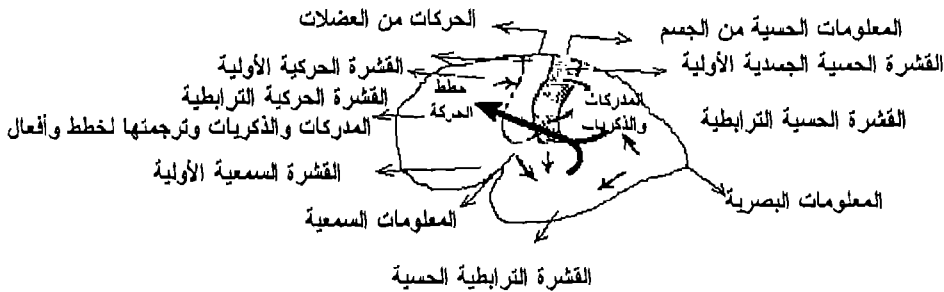 الحركات من العضلات
المعلومات الحسية من الجسم
القشرة الحركية الأولية
القشرة الحسية الجسدية الأولية
القشرة الحركية الترابطية
خطط
الحركة
المدركات
والذكريات
القشرة الحسية الترابطية
المدركات والذكريات وترجمتها لخطط وأفعال
القشرة السمعية الأولية
المعلومات البصرية
المعلومات السمعية
القشرة الترابطية الحسية